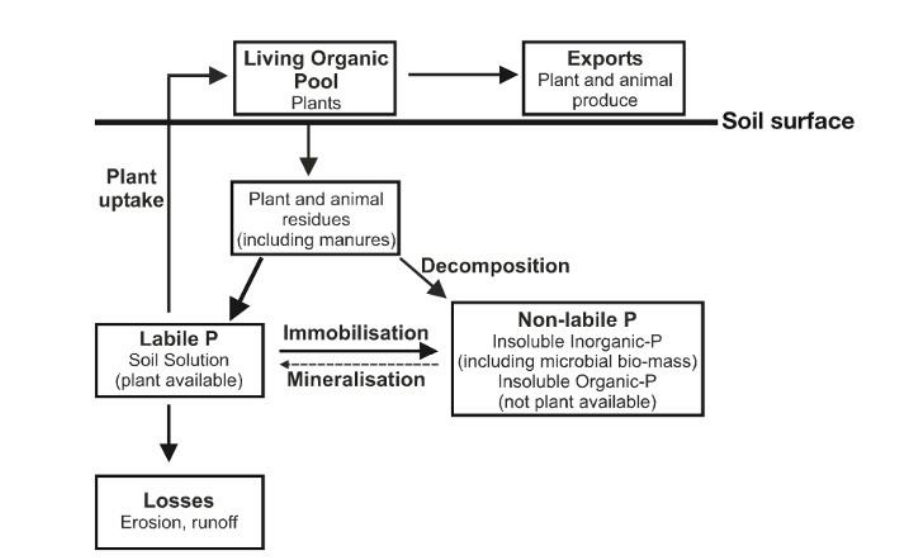 Living Organic
Pool
Plants
Exports
Plant and animal
produce
Soil surface
Plant
uptake
Plant and animal
residues
(including manures)
Decomposition
Labile P
Soil Solution
(plant available)
Immobilisation
Mineralisation
Non-labile P
Insoluble Inorganic-P
(including microbial bio-mass)
Insoluble Organic-P
(not plant available)
Losses
Erosion, runoff